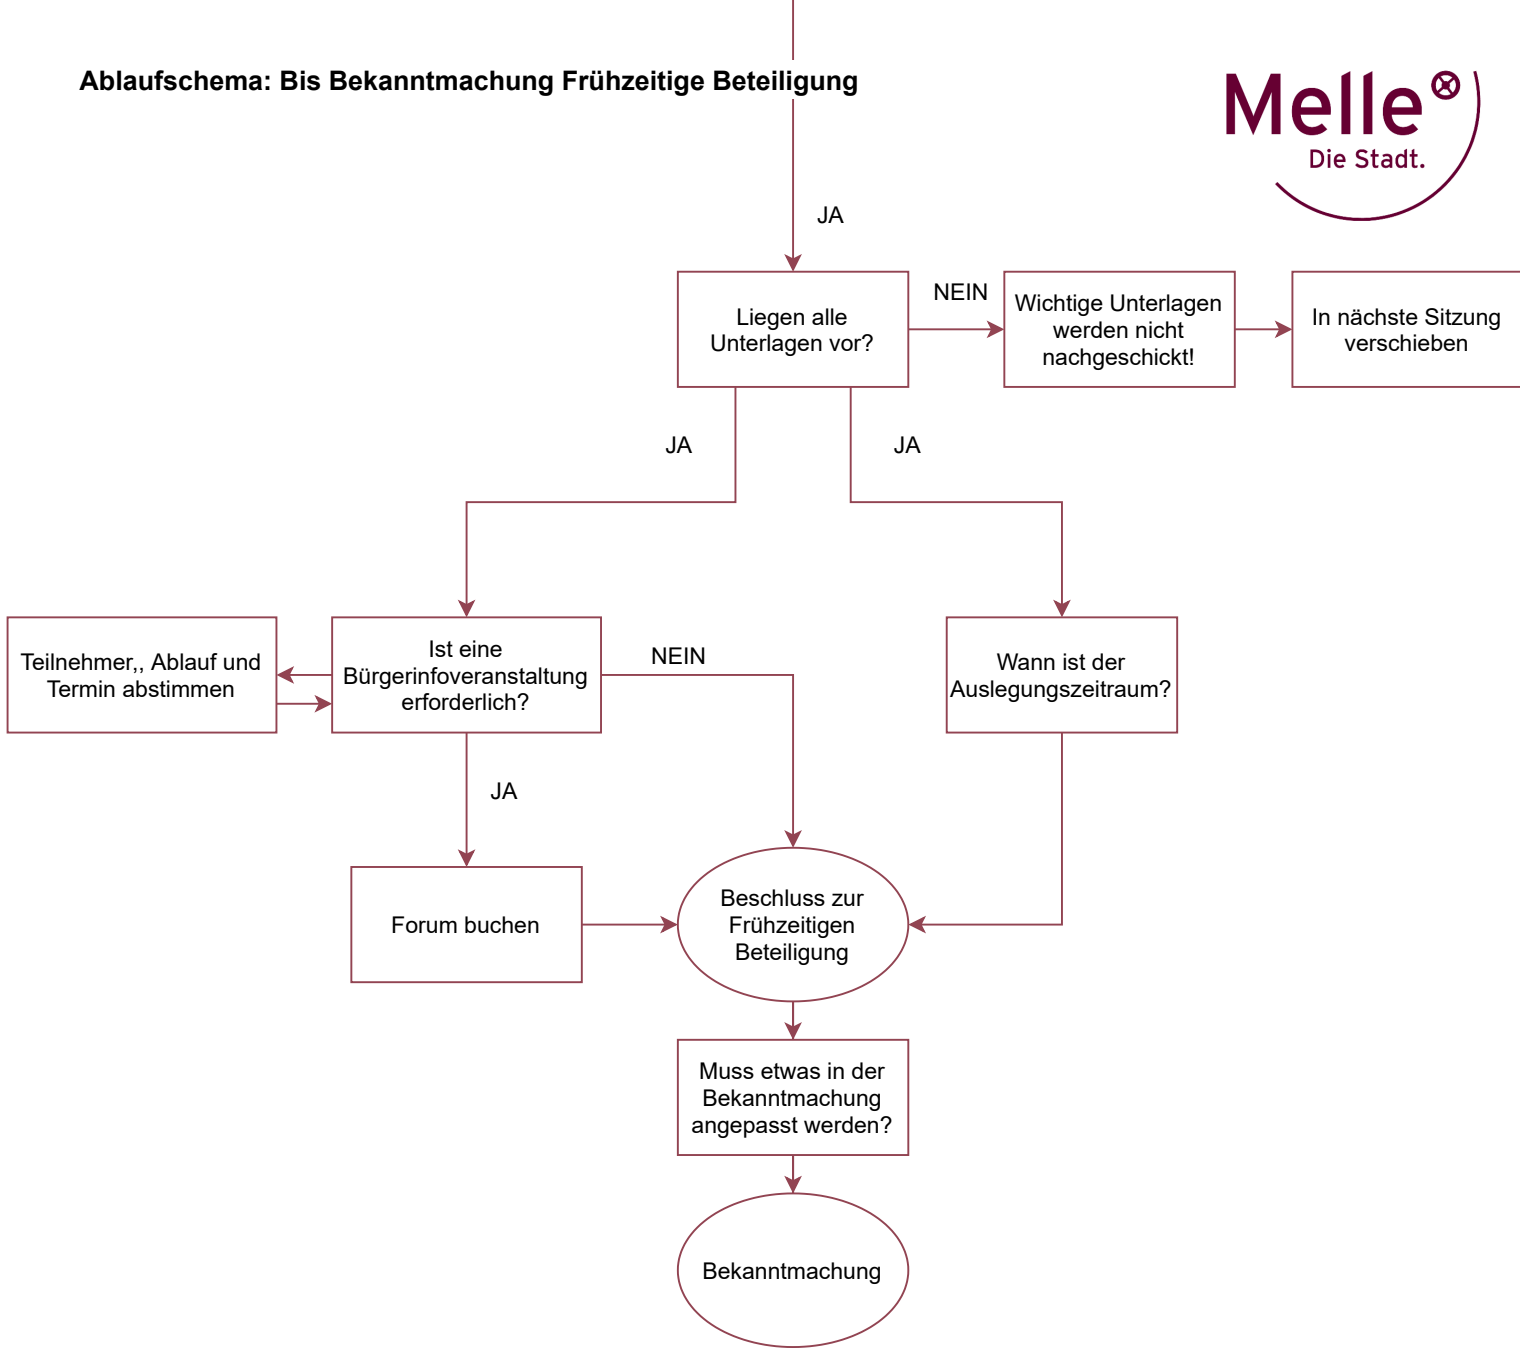 Ablaufschema: Bis Bekanntmachung Frühzeitige Beteiligung
Melle
Die Stadt.
JA
Liegen alle
Unterlagen vor?
NEIN
Wichtige Unterlagen
werden nicht
nachgeschickt!
In nächste Sitzung
verschieben
JA
JA
Teilnehmer,, Ablauf und
Termin abstimmen
Ist eine
Bürgerinfoveranstaltung
erforderlich?
NEIN
Wann ist der
Auslegungszeitraum?
JA
Forum buchen
Beschluss zur
Frühzeitigen
Beteiligung
Muss etwas in der
Bekanntmachung
angepasst werden?
Bekanntmachung